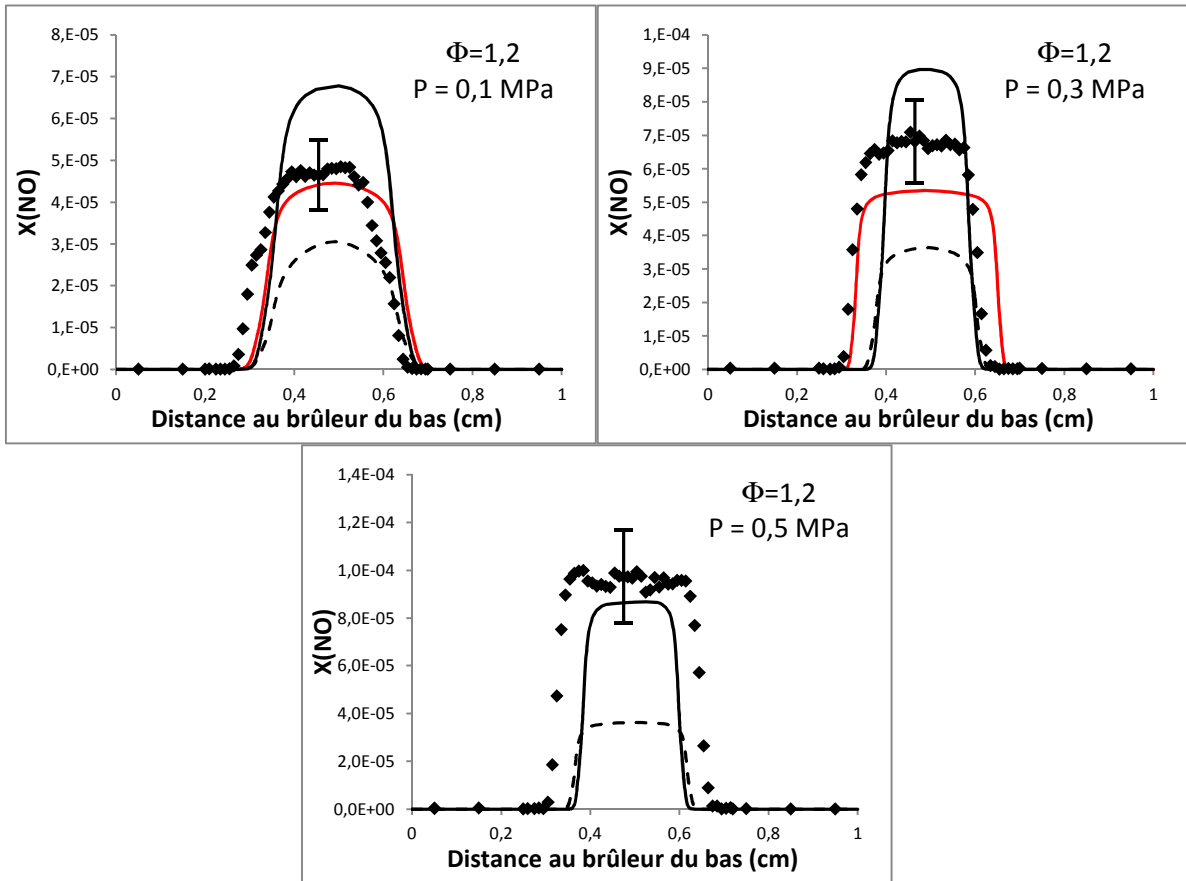 8,E-05
7,E-05
6,E-05
5,E-05
4,E-05
3,E-05
2,E-05
1,E-05
0,E+00
X(NO)
Φ=1,2
P = 0,1 MPa
0
0,2
0,4
0,6
0,8
1
Distance au brûleur du bas (cm)
1,E-04
9,E-05
8,E-05
7,E-05
6,E-05
5,E-05
4,E-05
3,E-05
2,E-05
1,E-05
0,E+00
X(NO)
Φ=1,2
P = 0,3 MPa
0
0,2
0,4
0,6
0,8
1
Distance au brûleur du bas (cm)
1,4E-04
1,2E-04
1,0E-04
8,0E-05
6,0E-05
4,0E-05
2,0E-05
0,0E+00
X(NO)
Φ=1,2
P = 0,5 MPa
0
0,2
0,4
0,6
0,8
1
Distance au brûleur du bas (cm)